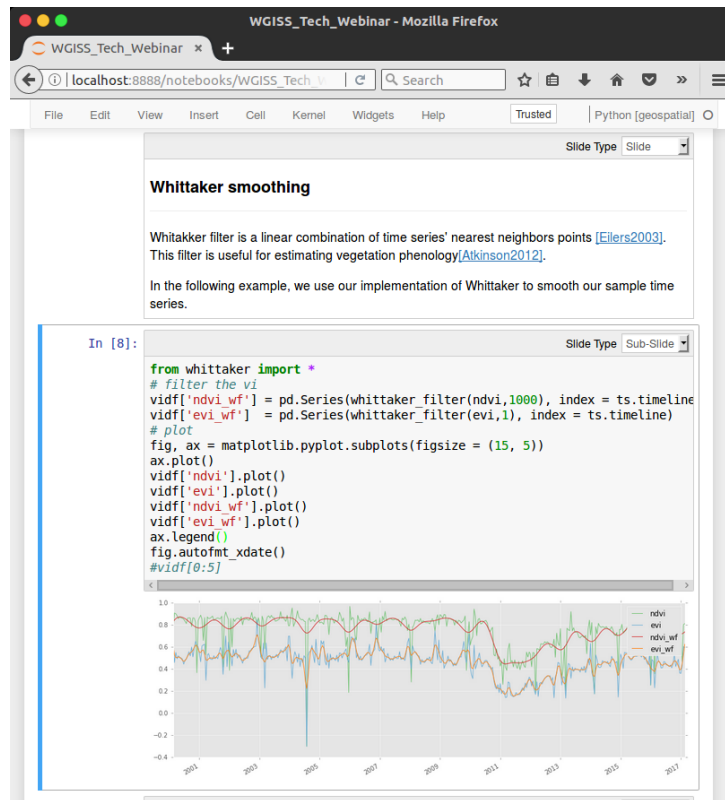 WGISS_Tech_Webinar - Mozilla Firefox
WGISS_Tech_Webinar × +
localhost:8888/notebooks/WGISS_Tech_W Search
File Edit View Insert Cell Kernel Widgets Help Trusted Python [geospatial]
Slide Type Slide
Whittaker smoothing
Whitakker filter is a linear combination of time series' nearest neighbors points [Eilers2003].
This filter is useful for estimating vegetation phenology[Atkinson2012].
In the following example, we use our implementation of Whittaker to smooth our sample time
series.
In [8]:
Slide Type Sub-Slide
from whittaker import *
# filter the vi
vidf['ndvi_wf'] = pd.Series(whittaker_filter(ndvi,1000), index = ts.timeline
vidf['evi_wf']  = pd.Series(whittaker_filter(evi,1), index = ts.timeline)
# plot
fig, ax = matplotlib.pyplot.subplots(figsize = (15, 5))
ax.plot()
vidf['ndvi'].plot()
vidf['evi'].plot()
vidf['ndvi_wf'].plot()
vidf['evi_wf'].plot()
ax.legend()
fig.autofmt_xdate()
#vidf[0:5]
1.0
0.8
0.6
0.4
0.2
0.0
−0.2
−0.4
ndvi
evi
ndvi_wf
evi_wf
2001 2003 2005 2007 2009 2011 2013 2015 2017